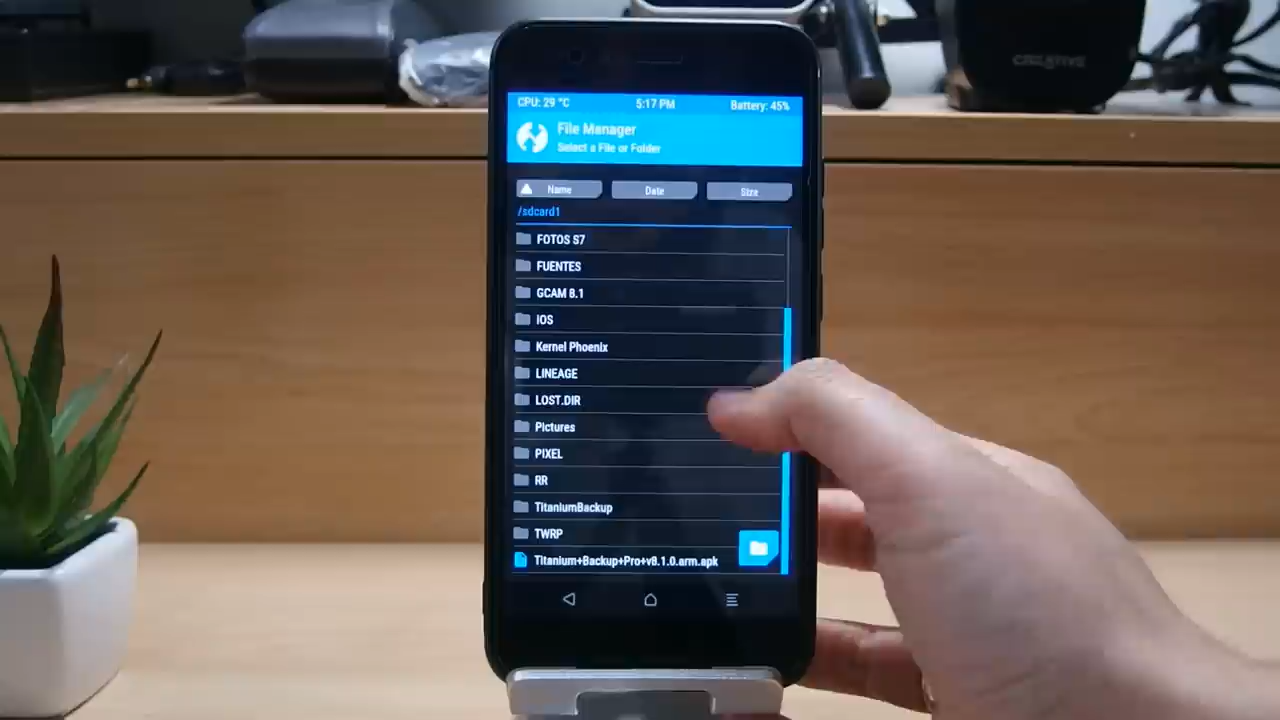 CREATIVE
CPU: 29 °C 5:17 PM Battery: 45%
File Manager
Select a File or Folder
Name Date Size
/sdcard1
FOTOS S7
FUENTES
GCAM 8.1
IOS
Kernel Phoenix
LINEAGE
LOST.DIR
Pictures
PIXEL
RR
TitaniumBackup
TWRP
Titanium+Backup+Pro+v8.1.0.arm.apk